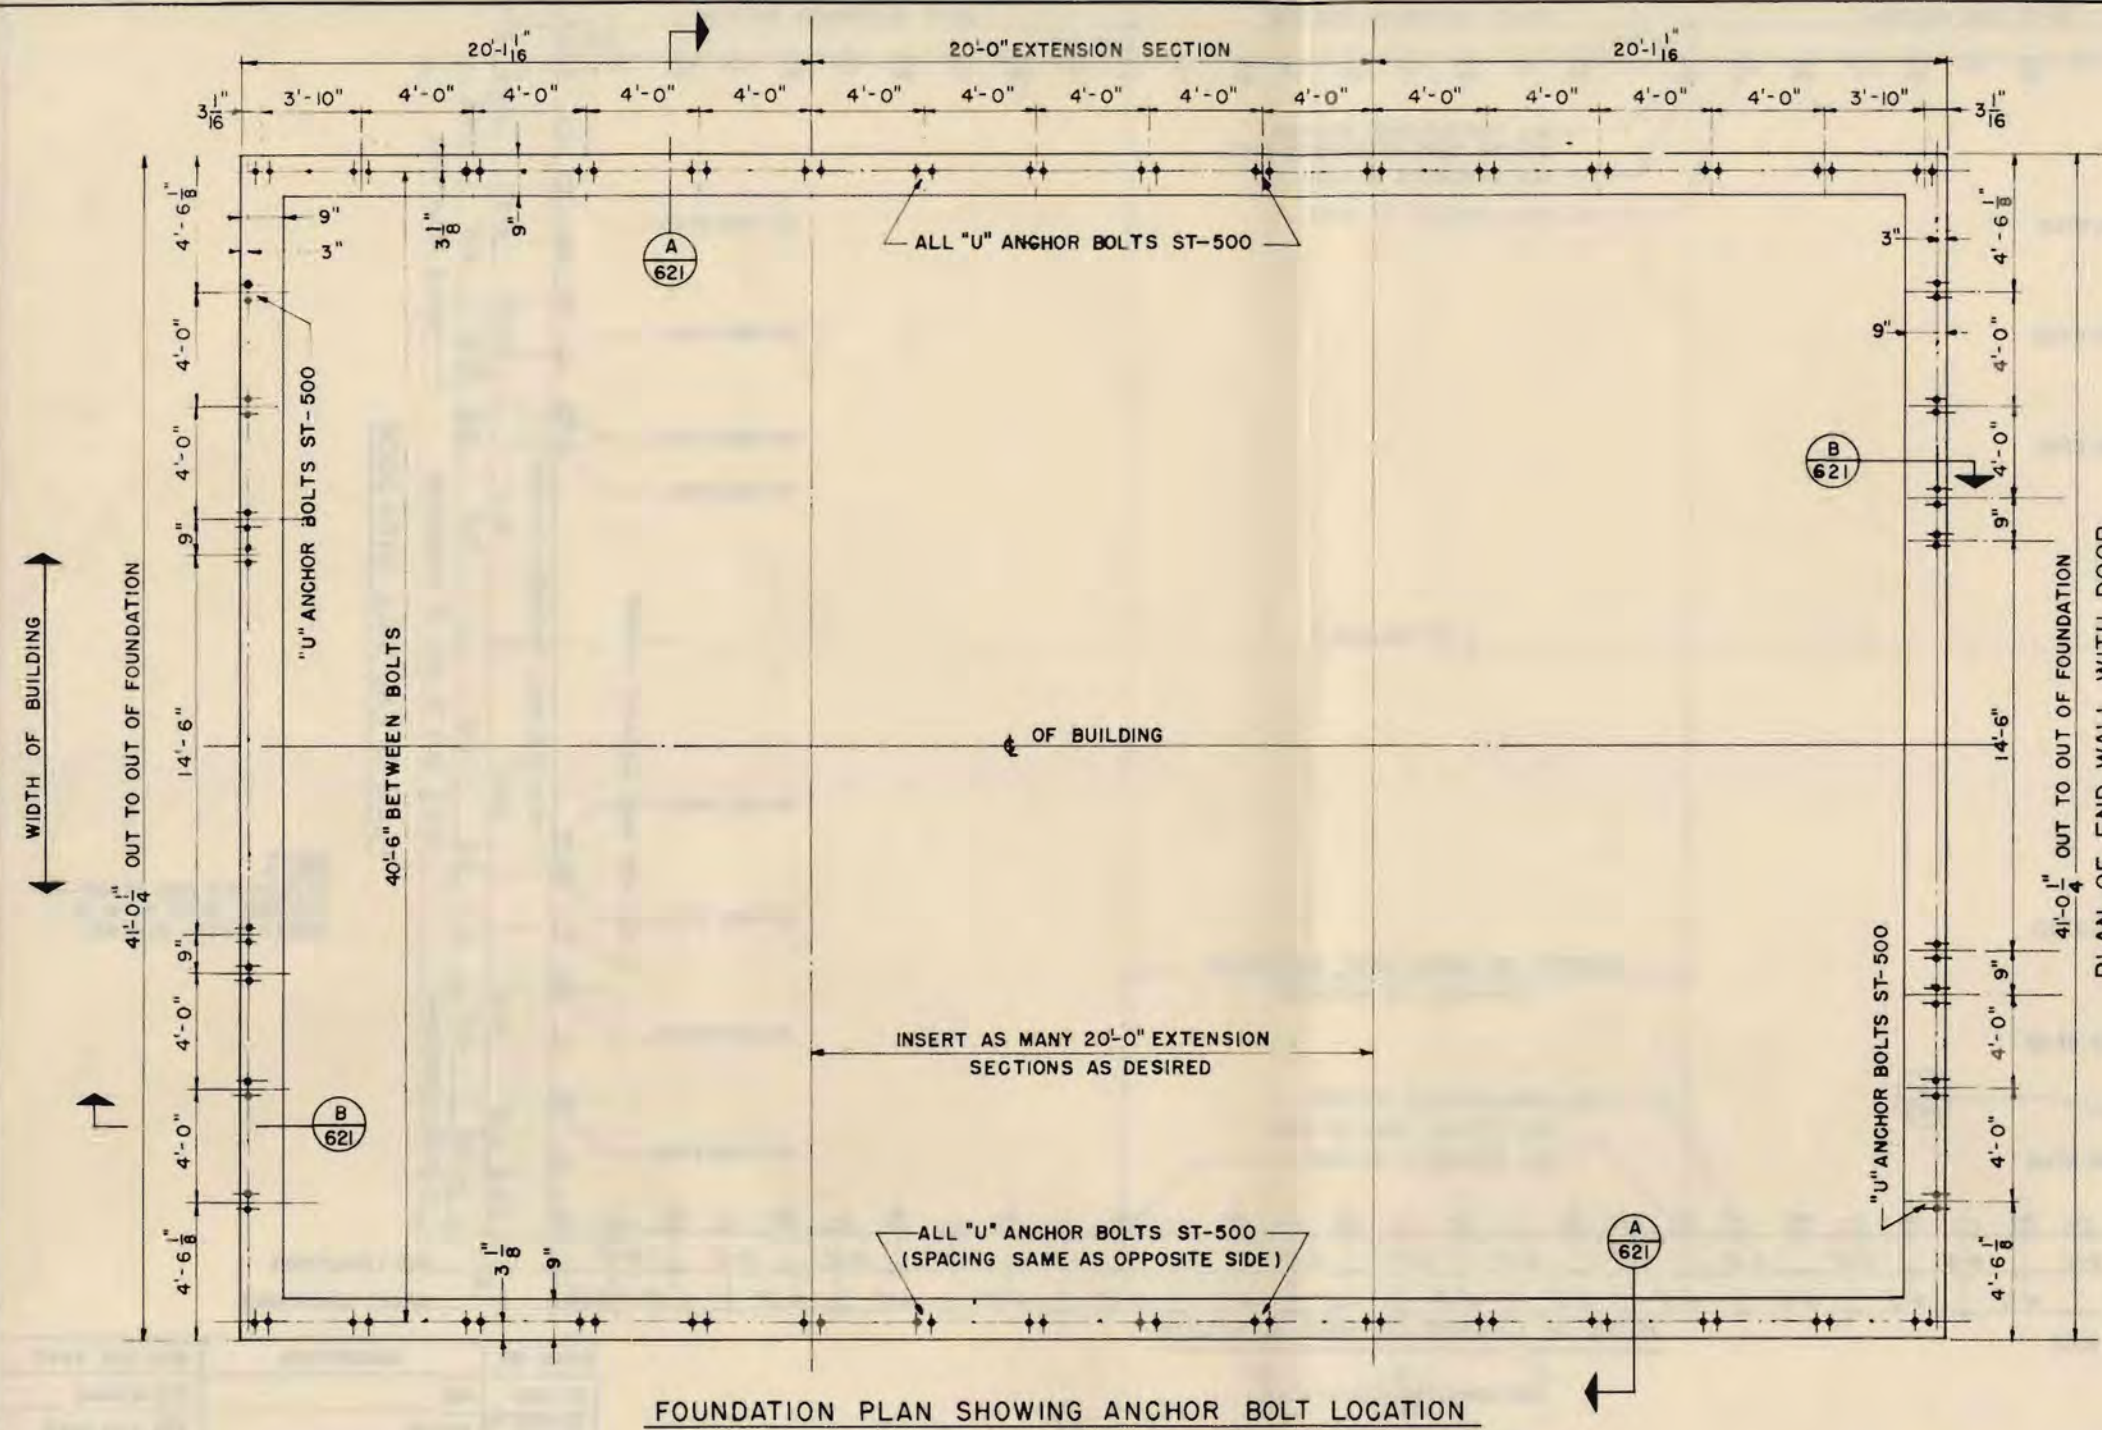 20'-1 1/16"
20'-0" EXTENSION SECTION
20'-1 1/16"
3 1/16"
3'-10"
4'-0"
4'-0"
4'-0"
4'-0"
4'-0"
4'-0"
4'-0"
4'-0"
4'-0"
4'-0"
4'-0"
4'-0"
4'-0"
3'-10"
3 1/16"
4'-6 1/8"
9"
3"
3 1/8"
9"
A
621
ALL "U" ANCHOR BOLTS ST-500
3"
9"
4'-6 1/8"
4'-0"
4'-0"
9"
14'-6"
9"
4'-0"
4'-0"
4'-6 1/8"
"U" ANCHOR BOLTS ST-500
40'-6" BETWEEN BOLTS
WIDTH OF BUILDING
41'-0 1/4" OUT TO OUT OF FOUNDATION
B
621
4'-0"
4'-0"
9"
14'-6"
9"
4'-0"
4'-0"
4'-6 1/8"
41'-0 1/4" OUT TO OUT OF FOUNDATION
PLAN OF END WALL WITH DOOR
℄ OF BUILDING
INSERT AS MANY 20'-0" EXTENSION
SECTIONS AS DESIRED
"U" ANCHOR BOLTS ST-500
B
621
3 1/8"
9"
ALL "U" ANCHOR BOLTS ST-500
(SPACING SAME AS OPPOSITE SIDE)
A
621
FOUNDATION PLAN SHOWING ANCHOR BOLT LOCATION